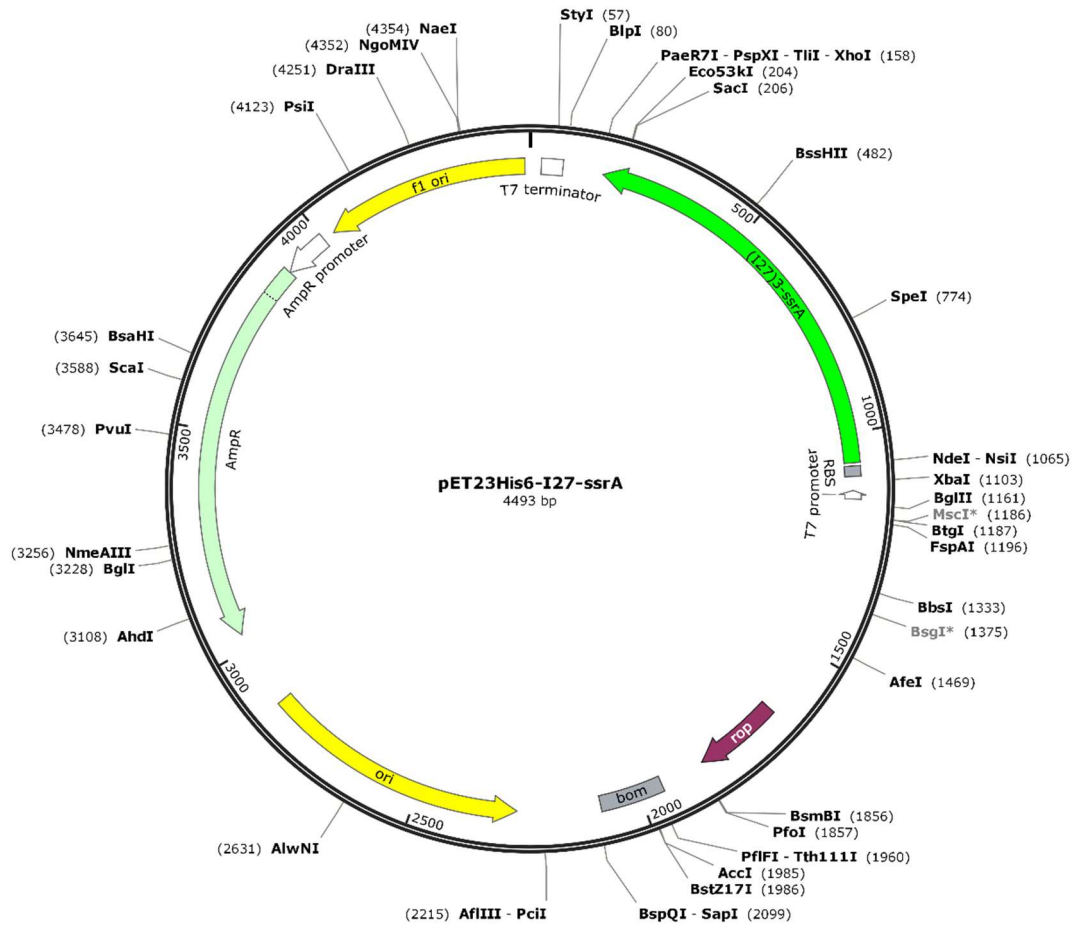 StyI (57)
BlpI (80)
PaeR7I - PspXI - TliI - XhoI (158)
Eco53kI (204)
SacI (206)
BssHII (482)
SpeI (774)
NdeI - NsiI (1065)
XbaI (1103)
BglII (1161)
MscI* (1186)
BtgI (1187)
FspAI (1196)
BbsI (1333)
BsgI* (1375)
AfeI (1469)
BsmBI (1856)
PfoI (1857)
PflFI - Tth111I (1960)
AccI (1985)
BstZ17I (1986)
BspQI - SapI (2099)
(2215) AflIII - PciI
(2631) AlwNI
(3108) AhdI
(3228) BglI
(3256) NmeAIII
(3478) PvuI
(3588) ScaI
(3645) BsaHI
(4123) PsiI
(4251) DraIII
(4352) NgoMIV
(4354) NaeI
500
1000
1500
2000
2500
3000
3500
4000
T7 terminator
(I27)3-ssrA
RBS
T7 promoter
rop
bom
ori
AmpR
AmpR promoter
f1 ori
pET23His6-I27-ssrA
4493 bp